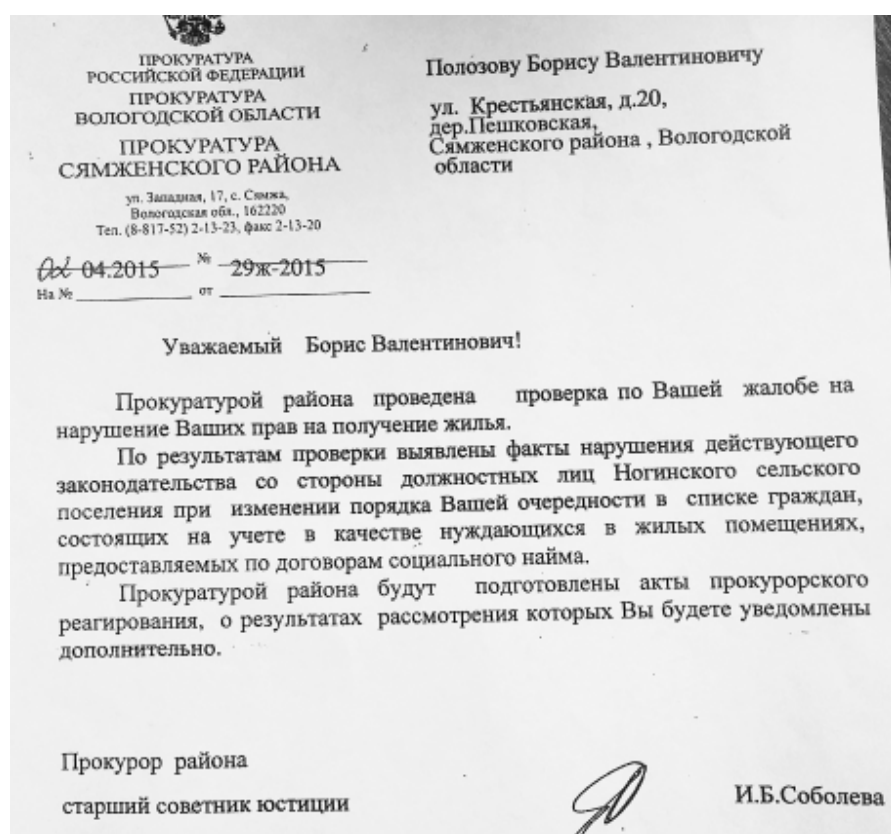 ПРОКУРАТУРА
РОССИЙСКОЙ ФЕДЕРАЦИИ
ПРОКУРАТУРА
ВОЛОГОДСКОЙ ОБЛАСТИ
ПРОКУРАТУРА
СЯМЖЕНСКОГО РАЙОНА
ул. Западная, 17, с. Сямжа,
Вологодская обл., 162220
Тел. (8-817-52) 2-13-23, факс 2-13-20
04.2015 № 29ж-2015
На № от
Полозову Борису Валентиновичу
ул. Крестьянская, д.20,
дер.Пешковская,
Сямженского района , Вологодской
области
Уважаемый Борис Валентинович!
Прокуратурой района проведена проверка по Вашей жалобе на
нарушение Ваших прав на получение жилья.
По результатам проверки выявлены факты нарушения действующего
законодательства со стороны должностных лиц Ногинского сельского
поселения при изменении порядка Вашей очередности в списке граждан,
состоящих на учете в качестве нуждающихся в жилых помещениях,
предоставляемых по договорам социального найма.
Прокуратурой района будут подготовлены акты прокурорского
реагирования, о результатах рассмотрения которых Вы будете уведомлены
дополнительно.
Прокурор района
старший советник юстиции
И.Б.Соболева